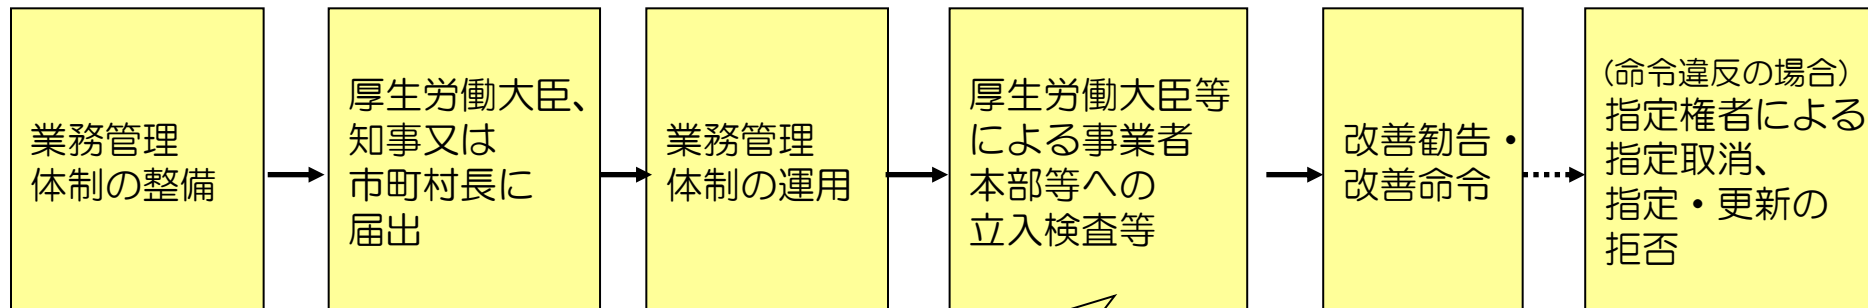 業務管理
体制の整備
厚生労働大臣、
知事又は
市町村長に
届出
業務管理
体制の運用
厚生労働大臣等
による事業者
本部等への
立入検査等
改善勧告・
改善命令
(命令違反の場合)
指定権者による
指定取消、
指定・更新の
拒否